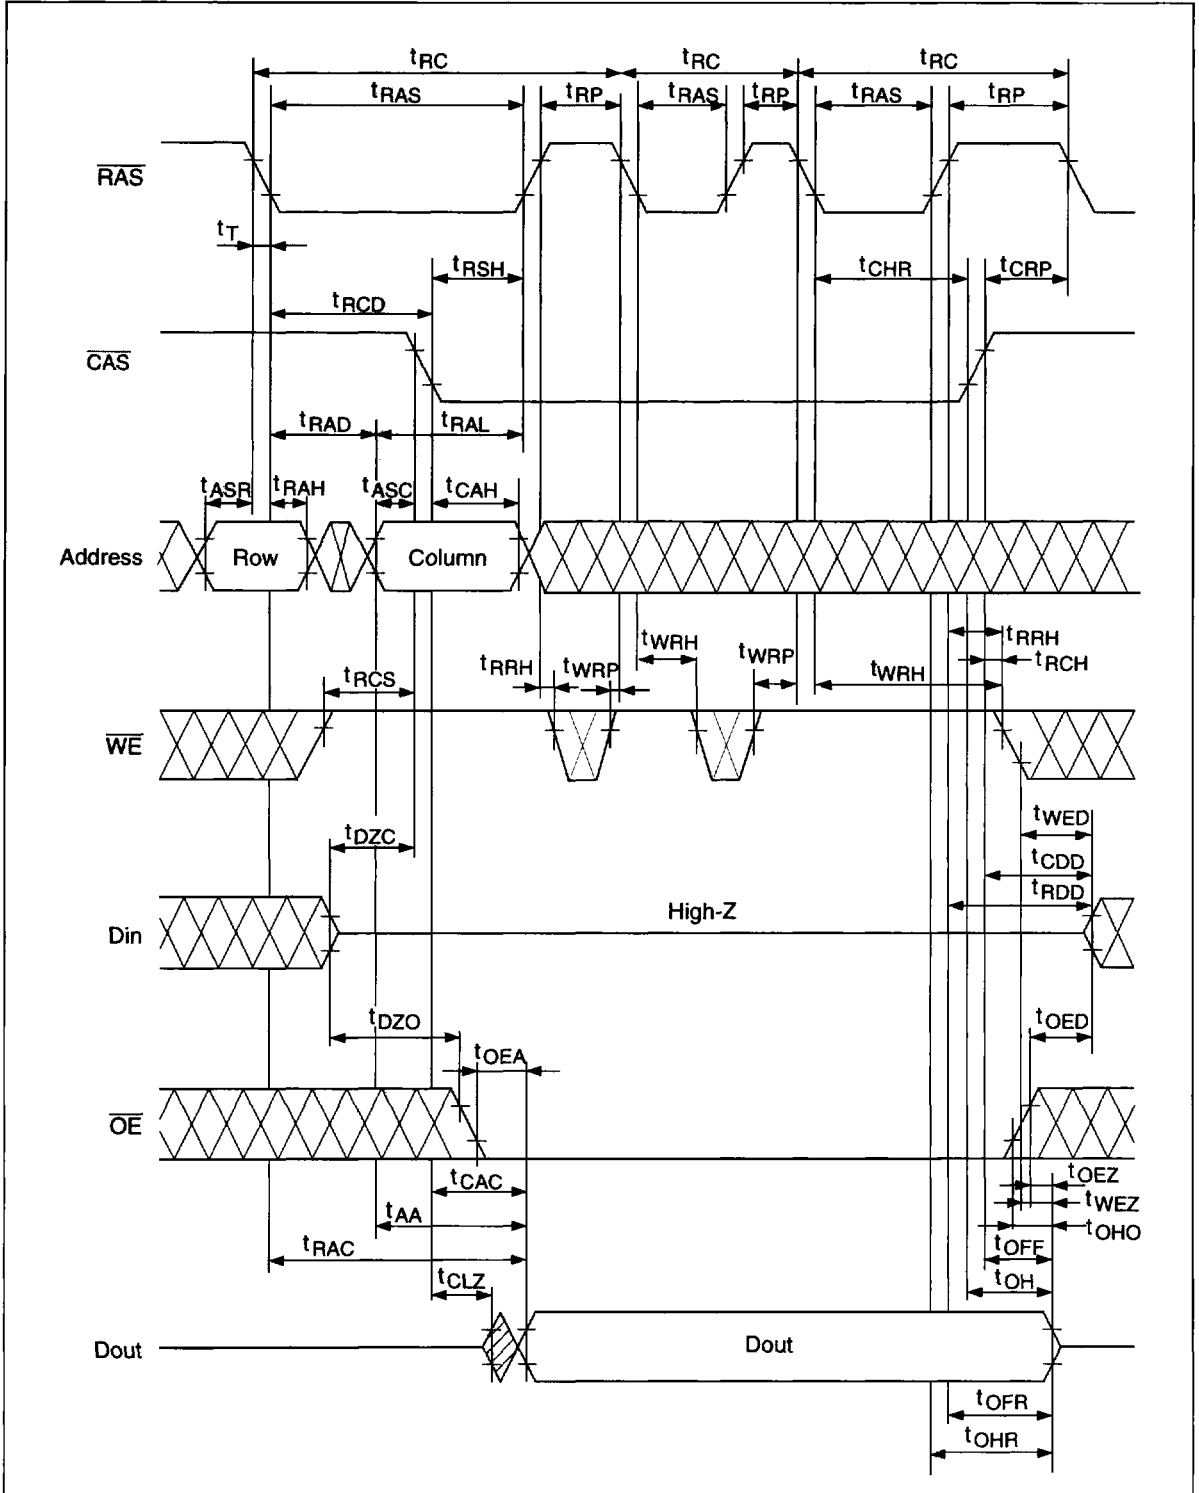 tRC tRC tRC
tRAS tRP tRAS tRP tRAS tRP
RAS
tT
tRSH tCHR tCRP
tRCD
CAS
tRAD tRAL
tASR tRAH tASC tCAH
Address Row Column
tRRH
tWRH tWRP tRCH
tRRH tWRP tWRH
tRCS
WE
tWED
tDZC
tCDD
tRDD
High-Z
Din
tDZO tOED
tOEA
OE
tCAC tOEZ
tWEZ
tAA tOHO
tRAC tOFF
tCLZ tOH
Dout Dout
tOFR
tOHR